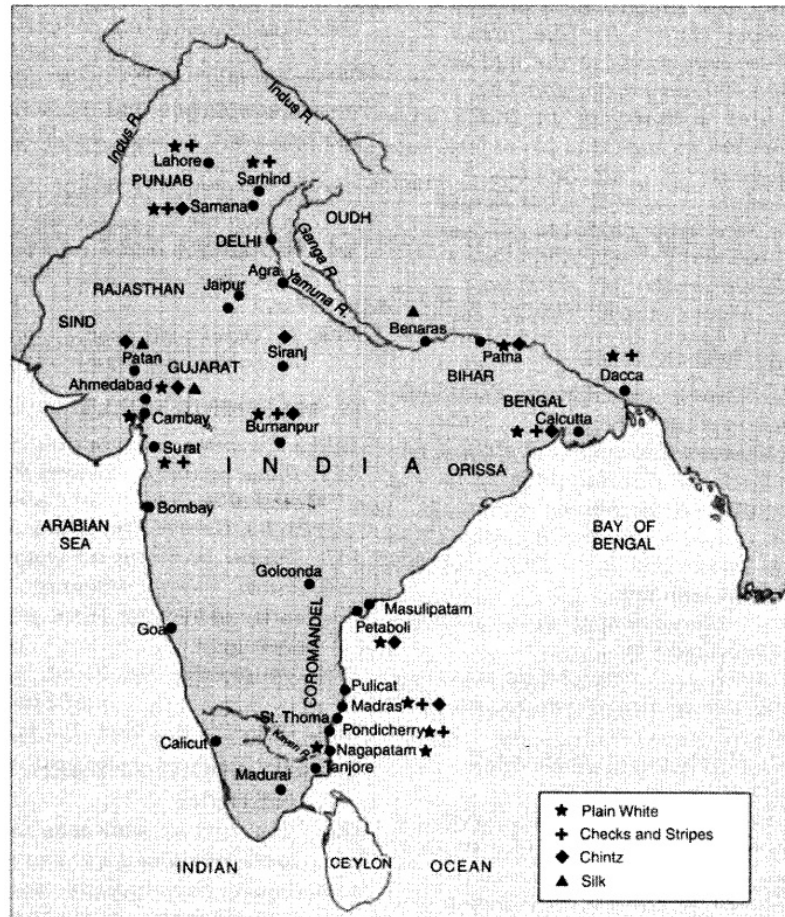 Indus R.
Indus R.
Lahore
PUNJAB
Sarhind
Samana
OUDH
DELHI
Ganga R.
Agra
Yamuna R.
RAJASTHAN
Jaipur
SIND
Benaras
Patan
GUJARAT
Siranj
Patna
BIHAR
Dacca
Ahmedabad
BENGAL
Cambay
Burnanpur
Calcutta
Surat
INDIA
ORISSA
Bombay
ARABIAN
SEA
BAY OF
BENGAL
Golconda
Masulipatam
Petaboli
Goa
COROMANDEL
Pulicat
Madras
St. Thoma
Pondicherry
Calicut
Kaveri R.
Nagapatam
Tanjore
Madurai
INDIAN
CEYLON
OCEAN
Plain White
Checks and Stripes
Chintz
Silk